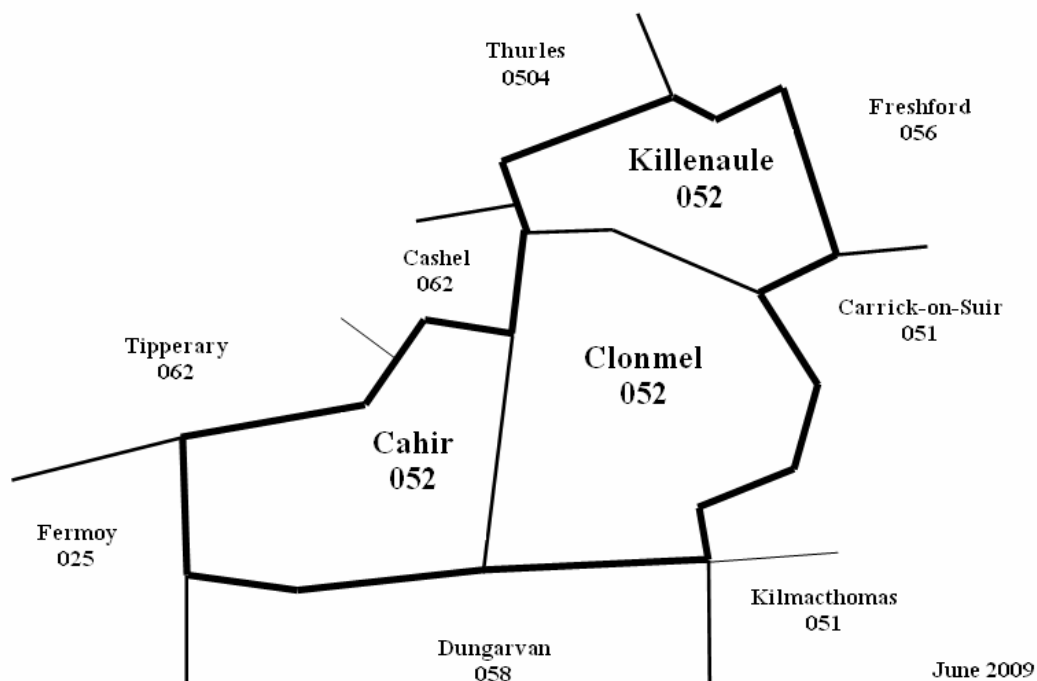 Thurles
0504
Freshford
056
Killenaule
052
Cashel
062
Carrick-on-Suir
051
Tipperary
062
Clonmel
052
Cahir
052
Fermoy
025
Kilmacthomas
051
Dungarvan
058
June 2009